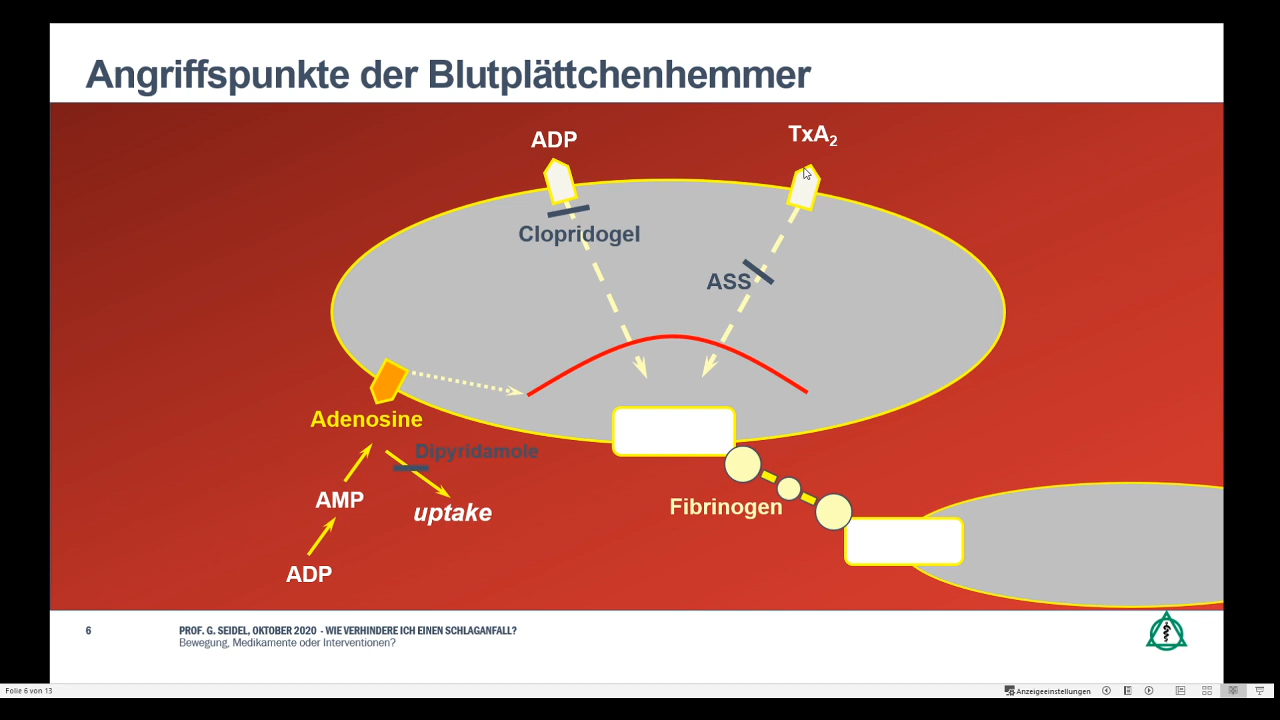 Angriffspunkte der Blutplättchenhemmer
ADP
TxA₂
Clopridogel
ASS
Adenosine
Dipyridamole
AMP
uptake
Fibrinogen
ADP
6
PROF. G. SEIDEL, OKTOBER 2020 - WIE VERHINDERE ICH EINEN SCHLAGANFALL?
Bewegung, Medikamente oder Interventionen?
Folie 6 von 13
Anzeigeeinstellungen